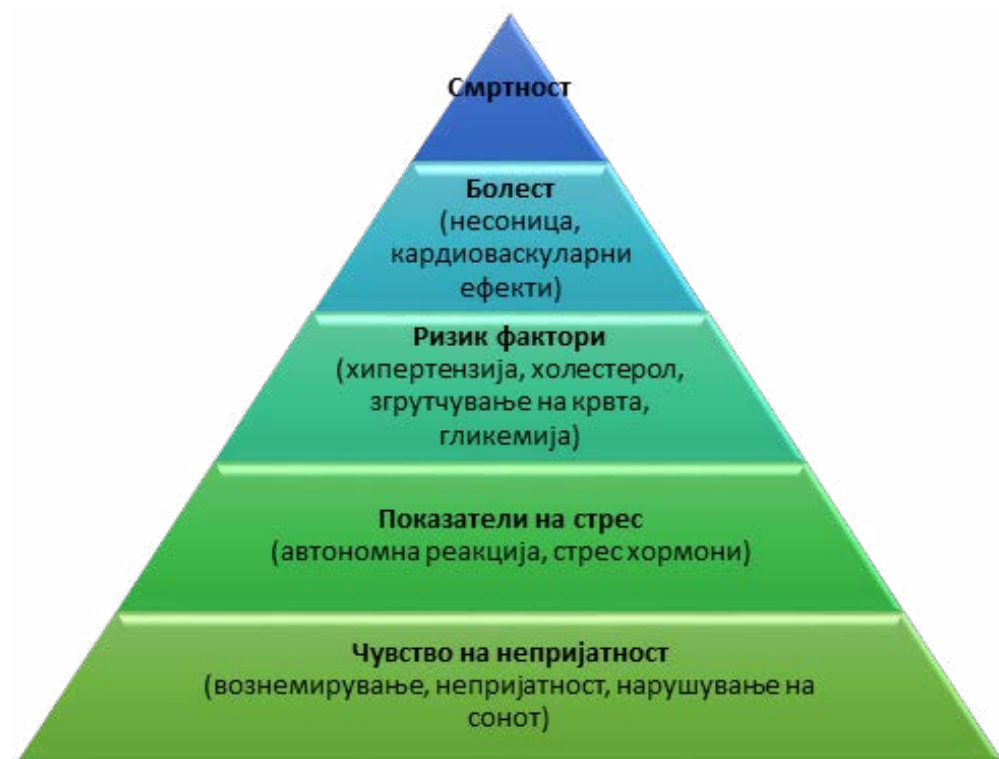 Смртност
Болест
(несоница,
кардиоваскуларни
ефекти)
Ризик фактори
(хипертензија, холестерол,
згрутчување на крвта,
гликемија)
Показатели на стрес
(автономна реакција, стрес хормони)
Чувство на непријатност
(вознемирување, непријатност, нарушување на
сонот)